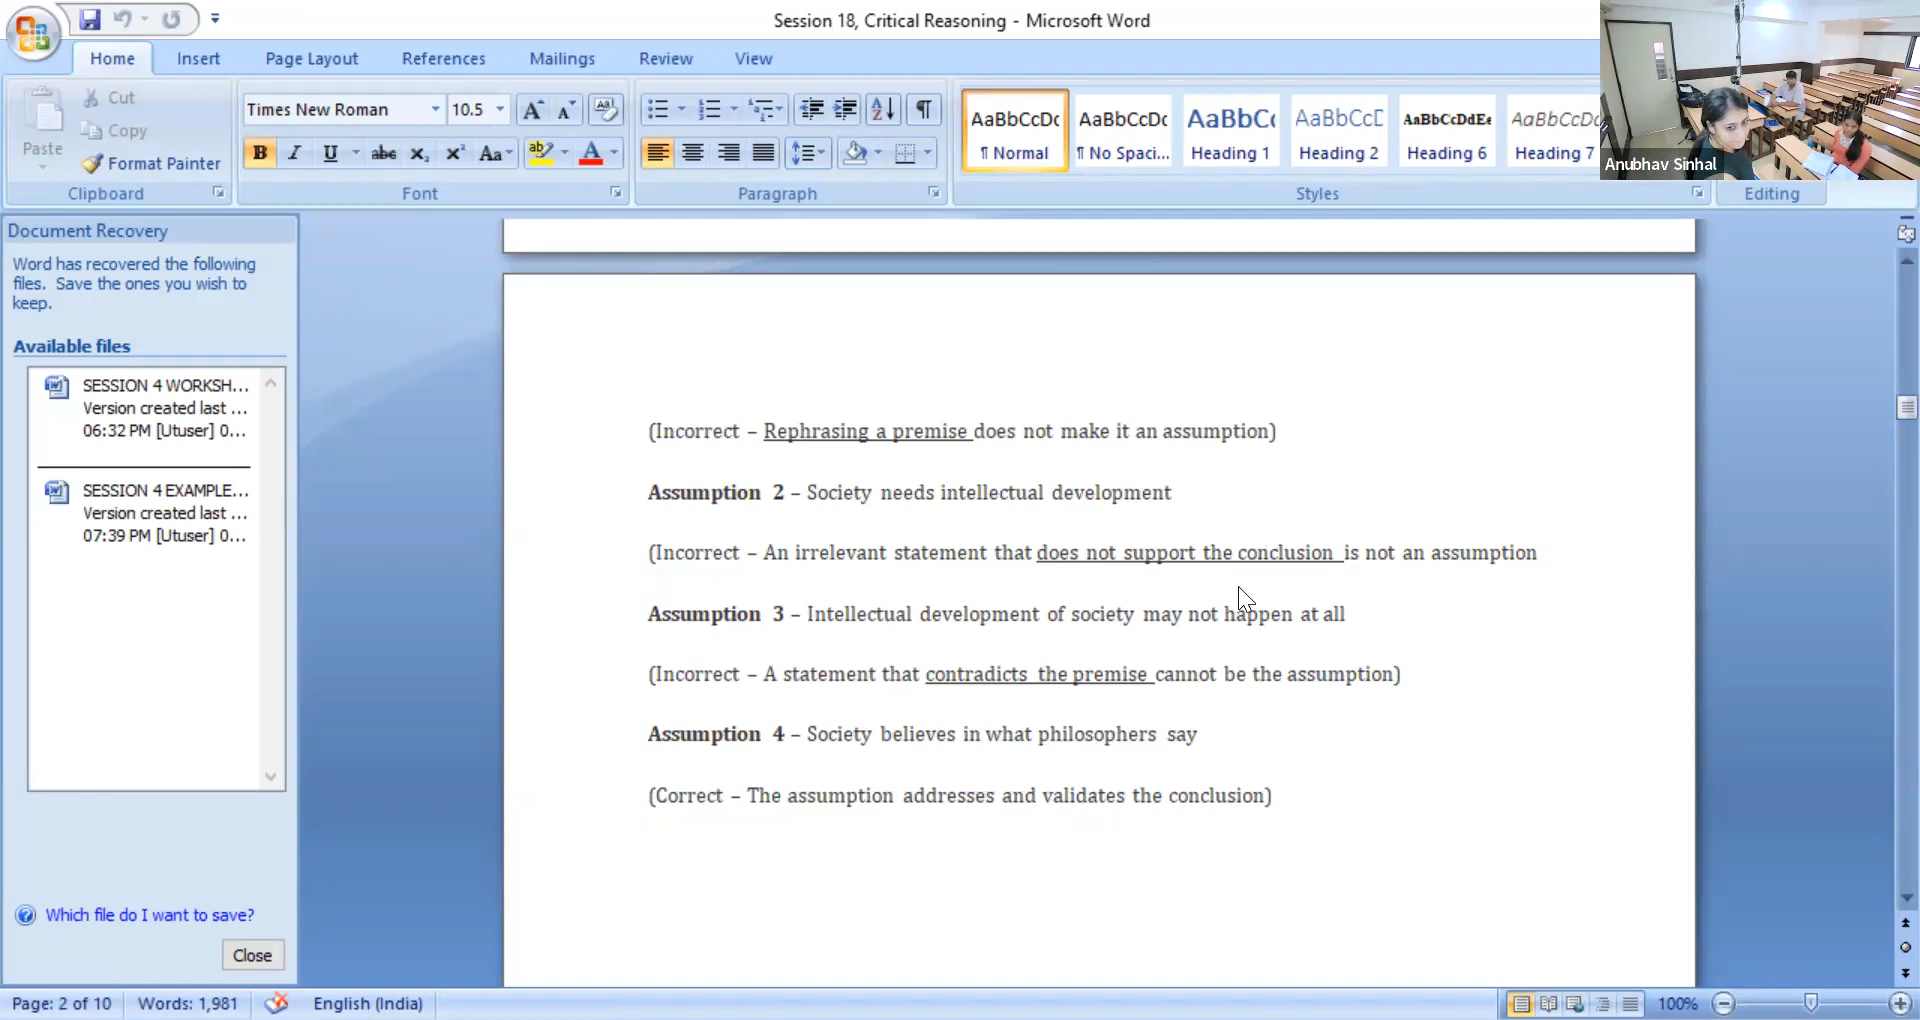 Session 18, Critical Reasoning - Microsoft Word
Home Insert Page Layout References Mailings Review View
Paste
Cut
Copy
Format Painter
Clipboard
Times New Roman 10.5
Font
Paragraph
AaBbCcDc AaBbCcDc AaBbCc AaBbCcD AaBbCcDdEe AaBbCcDc
¶ Normal ¶ No Spaci... Heading 1 Heading 2 Heading 6 Heading 7
Styles
Editing
Anubhav Sinhal
Document Recovery
Word has recovered the following
files. Save the ones you wish to
keep.
Available files
SESSION 4 WORKSH...
Version created last ...
06:32 PM [Utuser] 0...
SESSION 4 EXAMPLE...
Version created last ...
07:39 PM [Utuser] 0...
Which file do I want to save?
Close
(Incorrect – Rephrasing a premise does not make it an assumption)
Assumption 2 – Society needs intellectual development
(Incorrect – An irrelevant statement that does not support the conclusion is not an assumption
Assumption 3 – Intellectual development of society may not happen at all
(Incorrect – A statement that contradicts the premise cannot be the assumption)
Assumption 4 – Society believes in what philosophers say
(Correct – The assumption addresses and validates the conclusion)
Page: 2 of 10 Words: 1,981 English (India) 100%